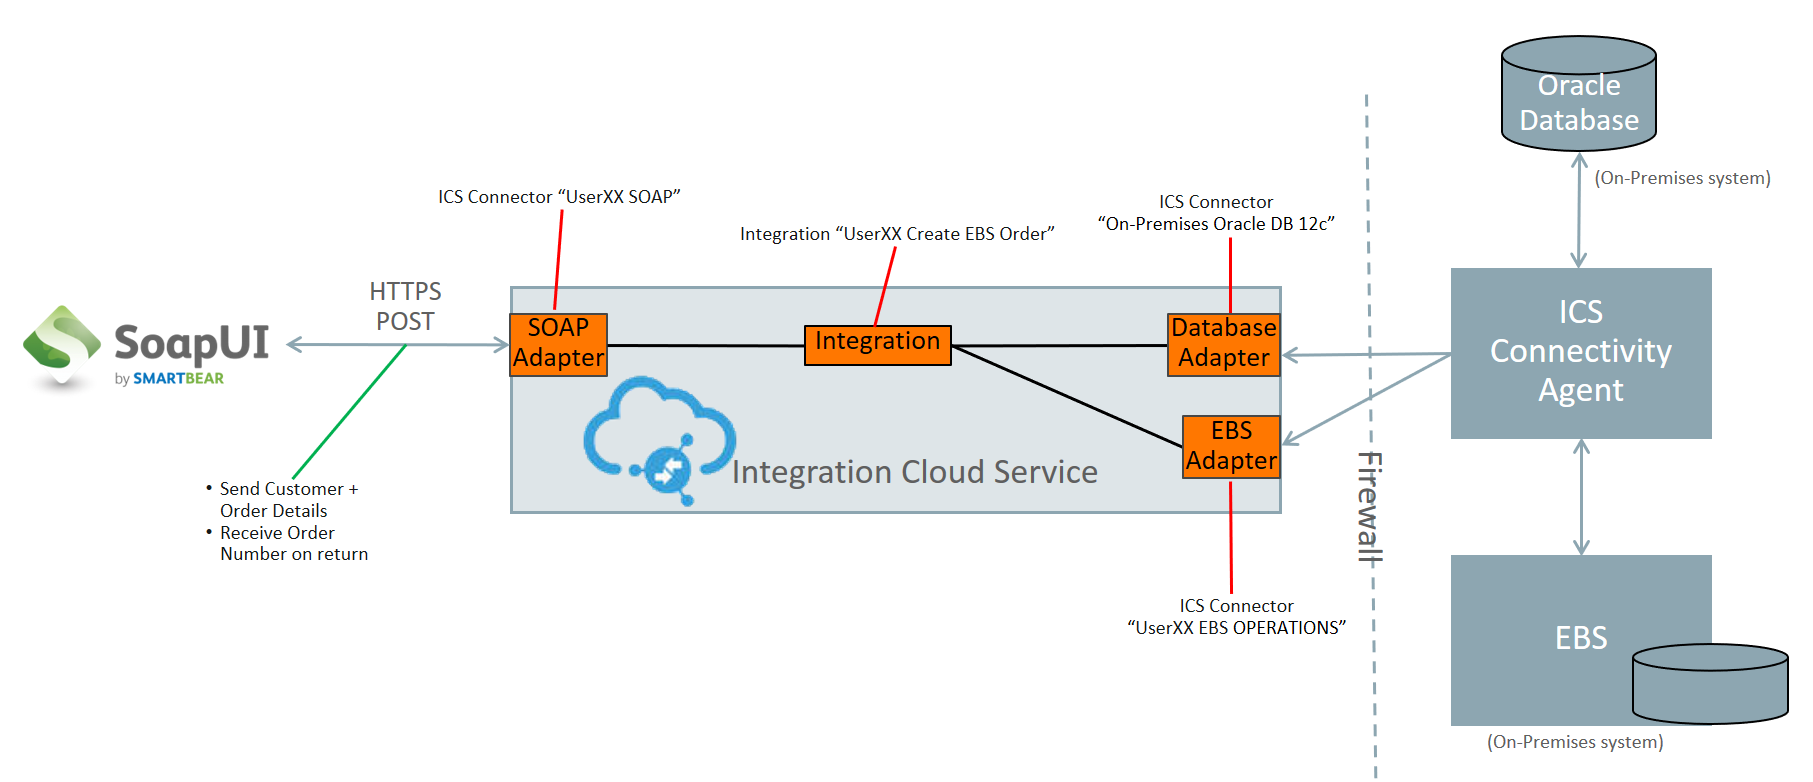 Oracle
Database
(On-Premises system)
ICS Connector “UserXX SOAP”
ICS Connector
“On-Premises Oracle DB 12c”
Integration “UserXX Create EBS Order”
HTTPS
POST
SoapUI
by SMARTBEAR
SOAP
Adapter
Integration
Database
Adapter
ICS
Connectivity
Agent
EBS
Adapter
Integration Cloud Service
Firewall
• Send Customer +
Order Details
• Receive Order
Number on return
ICS Connector
“UserXX EBS OPERATIONS”
EBS
(On-Premises system)